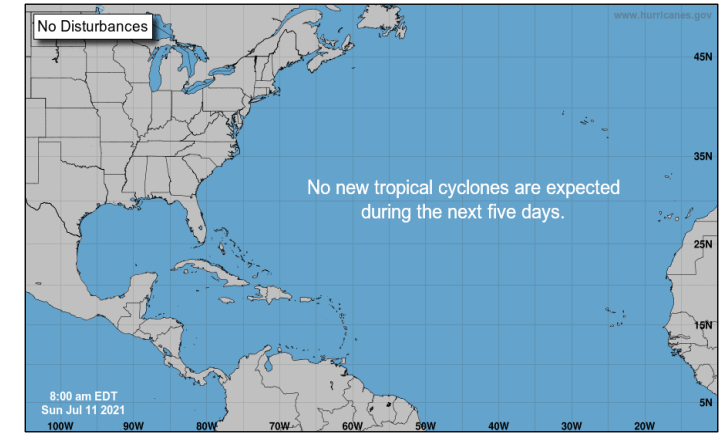 No Disturbances
www.hurricanes.gov
45N
35N
No new tropical cyclones are expected
during the next five days.
25N
15N
8:00 am EDT
Sun Jul 11 2021
5N
100W 90W 80W 70W 60W 50W 40W 30W 20W